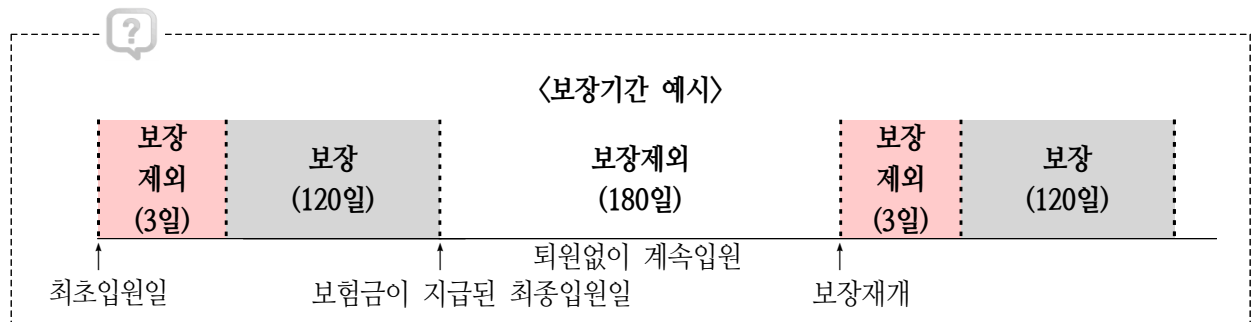 ?
〈보장기간 예시〉
보장
제외
(3일)
보장
(120일)
보장제외
(180일)
보장
제외
(3일)
보장
(120일)
퇴원없이 계속입원
최초입원일
보험금이 지급된 최종입원일
보장재개